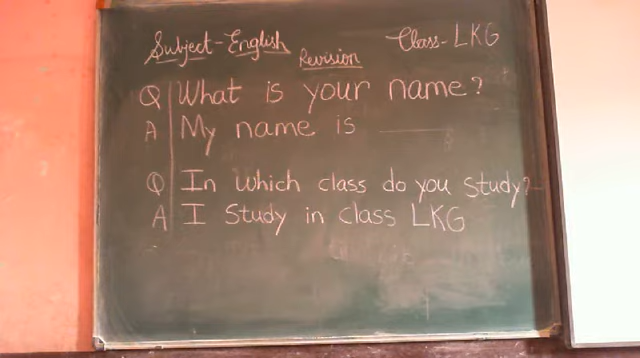 Subject-English Class-LKG
Revision
Q What is your name?
A My name is ______
Q In which class do you study?
A I study in class LKG